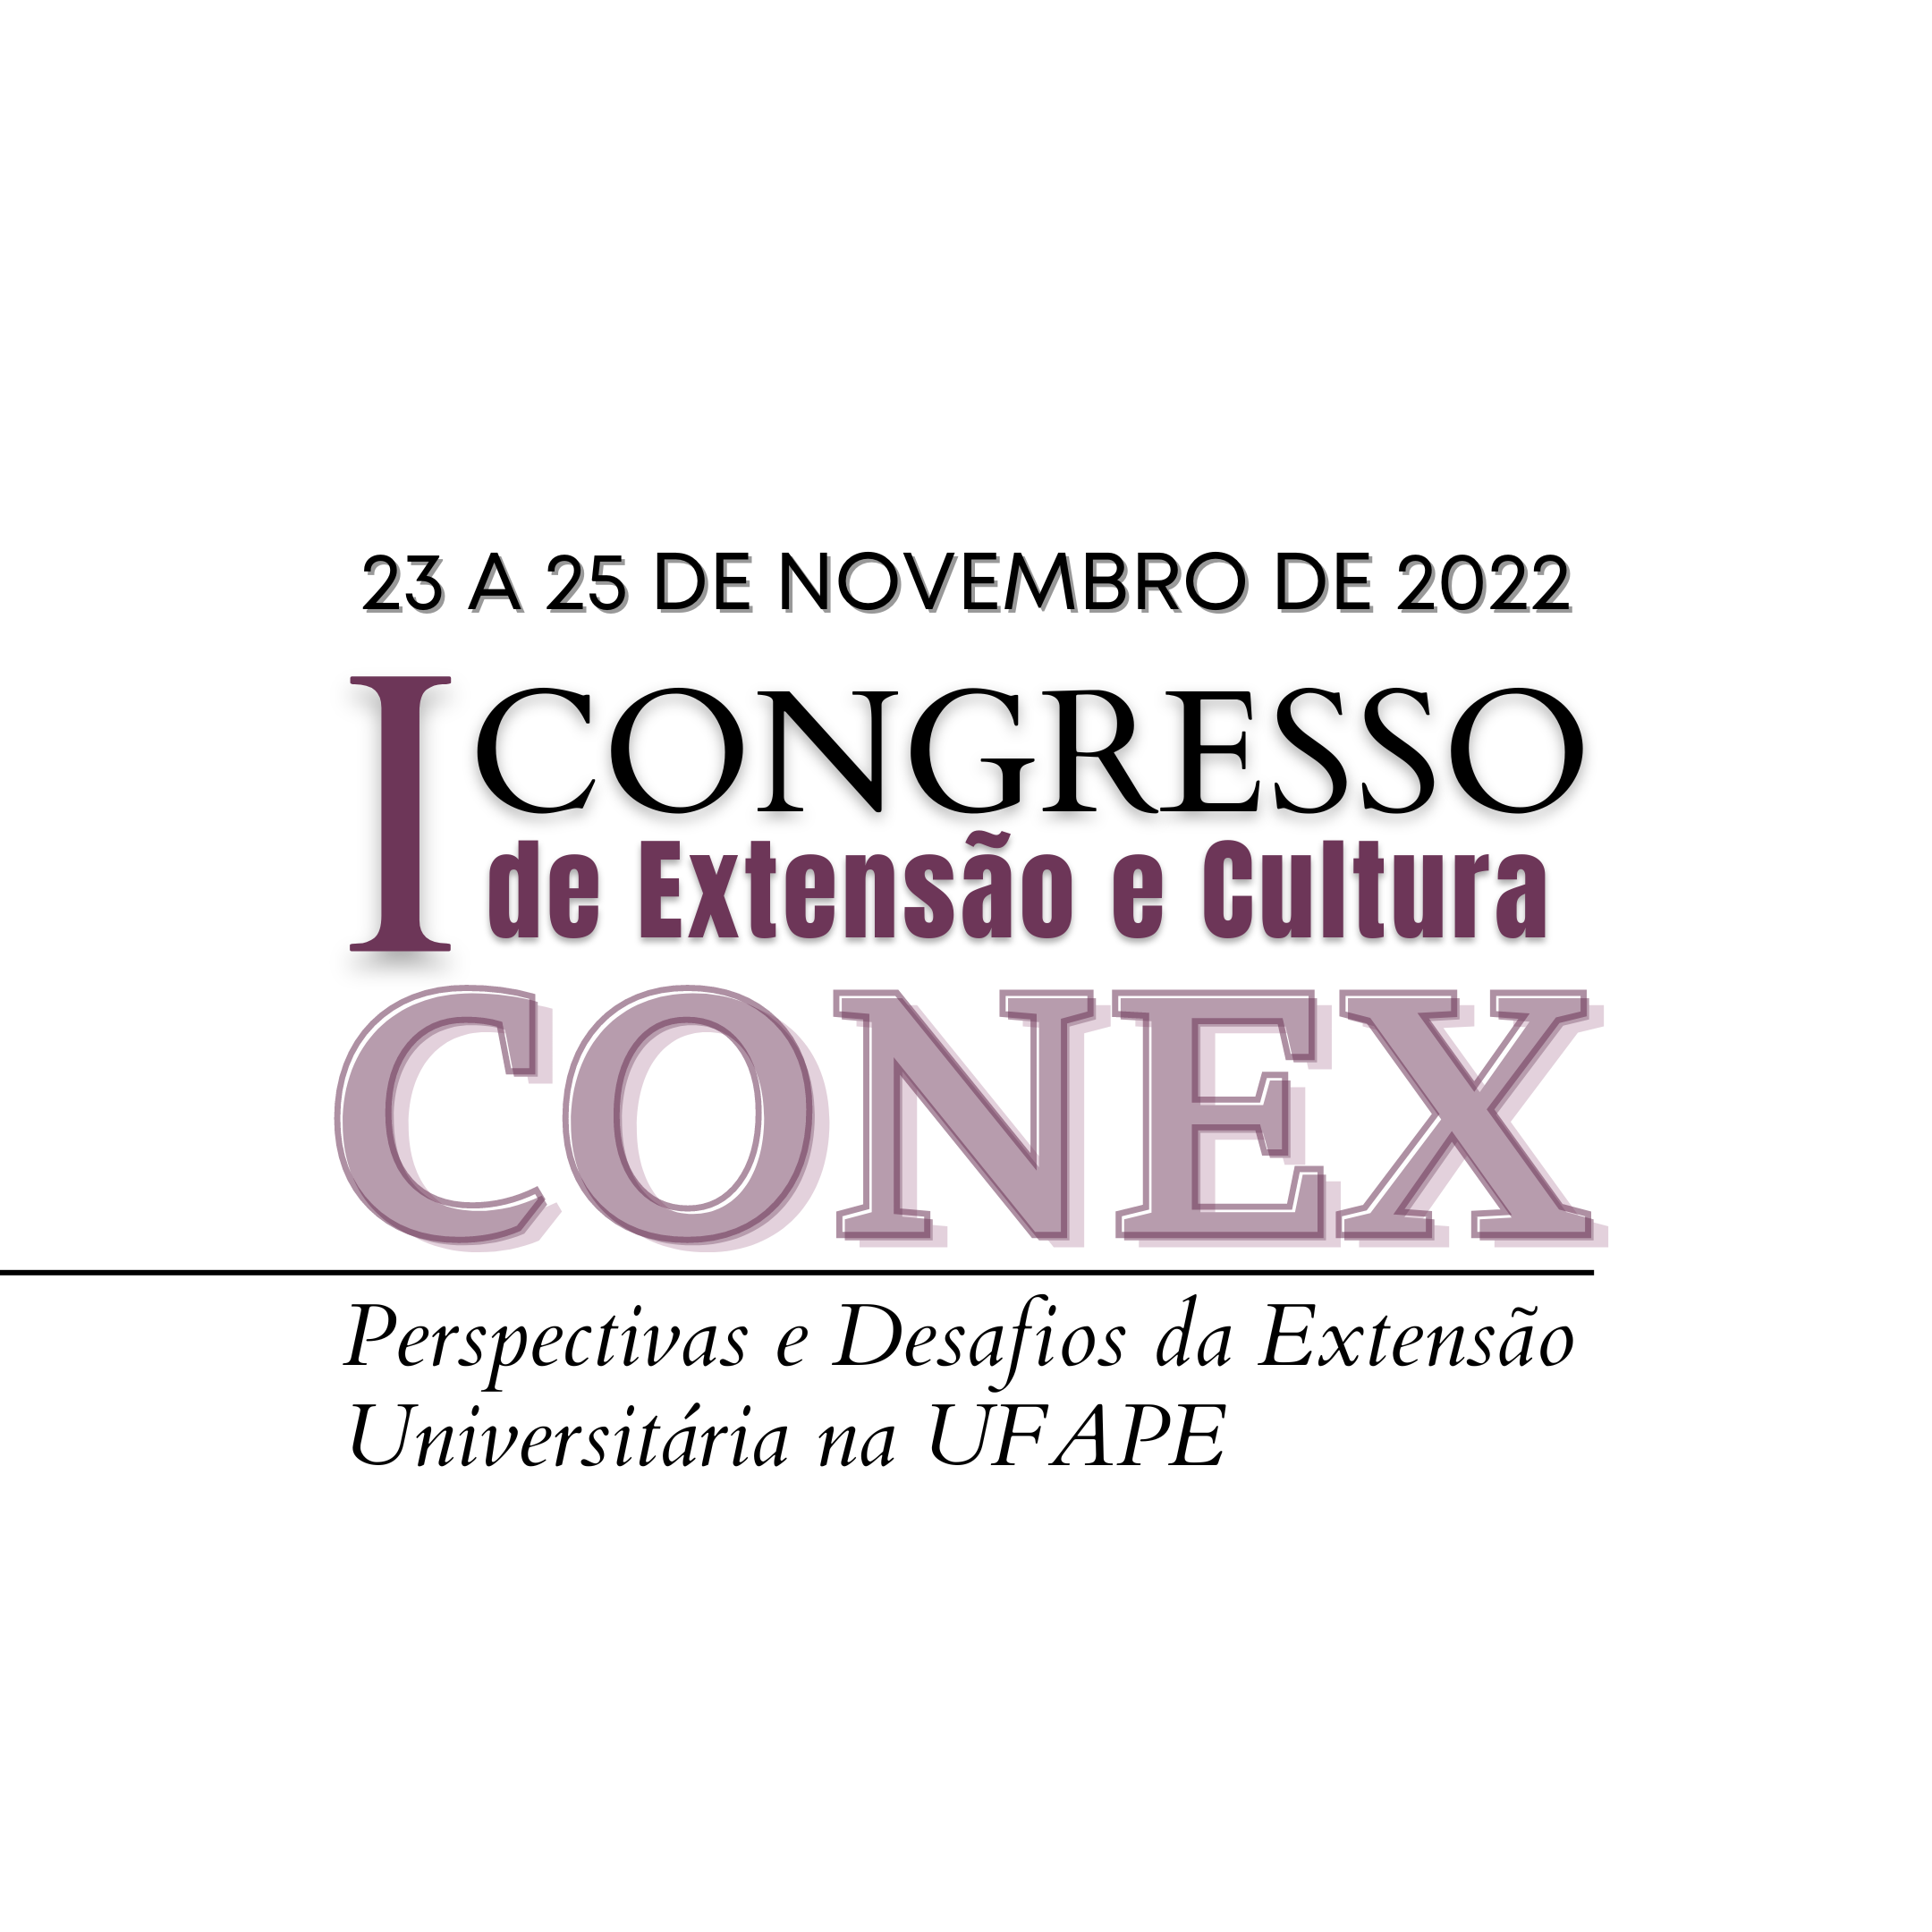 23 A 25 DE NOVEMBRO DE 2022
I CONGRESSO
de Extensão e Cultura
CONEX
Perspectivas e Desafios da Extensão
Universitária na UFAPE